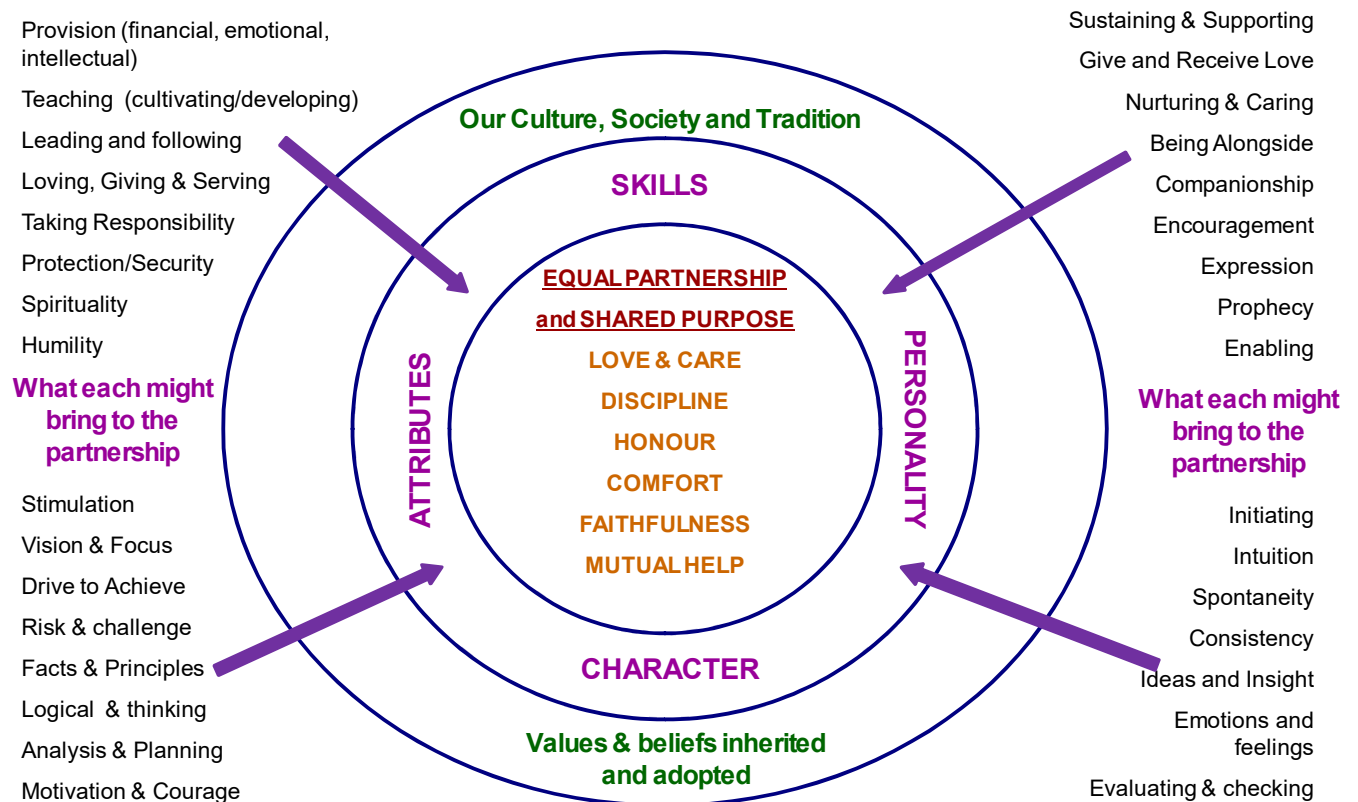 Provision (financial, emotional,
intellectual)
Teaching (cultivating/developing)
Leading and following
Loving, Giving & Serving
Taking Responsibility
Protection/Security
Spirituality
Humility
What each might
bring to the
partnership
Stimulation
Vision & Focus
Drive to Achieve
Risk & challenge
Facts & Principles
Logical & thinking
Analysis & Planning
Motivation & Courage
Our Culture, Society and Tradition
SKILLS
ATTRIBUTES
EQUAL PARTNERSHIP
and SHARED PURPOSE
LOVE & CARE
DISCIPLINE
HONOUR
COMFORT
FAITHFULNESS
MUTUAL HELP
PERSONALITY
CHARACTER
Values & beliefs inherited
and adopted
Sustaining & Supporting
Give and Receive Love
Nurturing & Caring
Being Alongside
Companionship
Encouragement
Expression
Prophecy
Enabling
What each might
bring to the
partnership
Initiating
Intuition
Spontaneity
Consistency
Ideas and Insight
Emotions and
feelings
Evaluating & checking